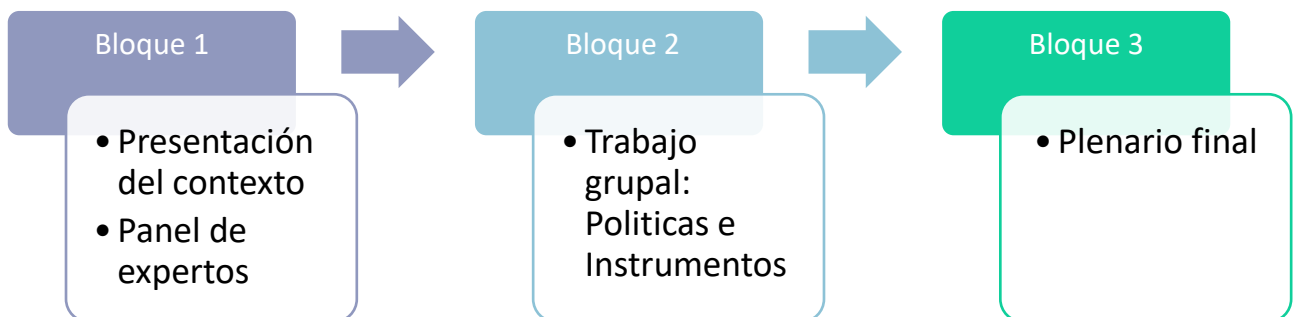 Bloque 1
• Presentación
del contexto
• Panel de
expertos
Bloque 2
• Trabajo
grupal:
Politicas e
Instrumentos
Bloque 3
• Plenario final